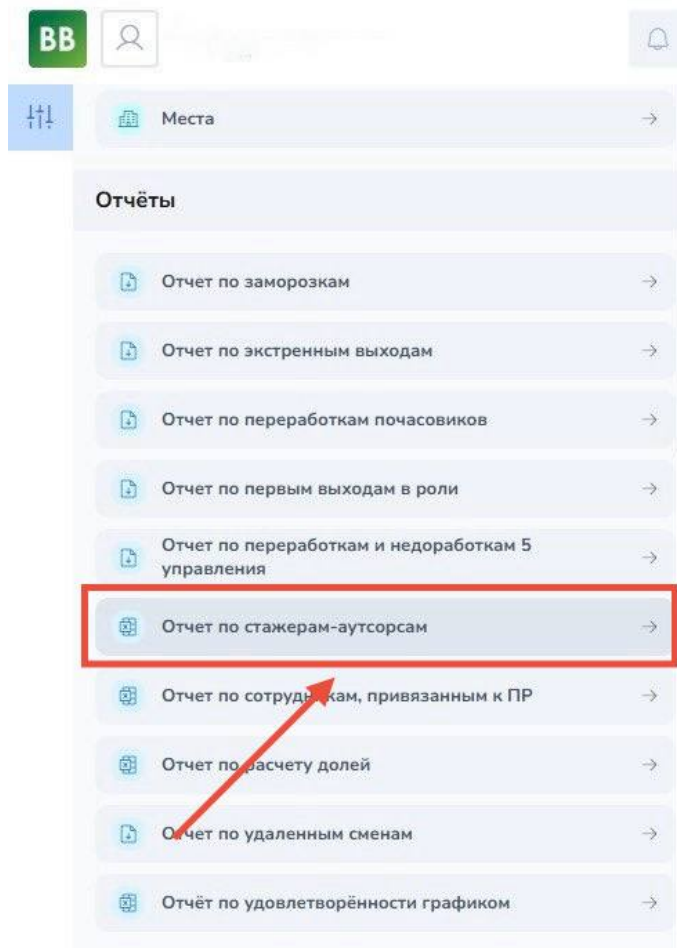 BB
Места
Отчёты
Отчет по заморозкам
Отчет по экстренным выходам
Отчет по переработкам почасовиков
Отчет по первым выходам в роли
Отчет по переработкам и недоработкам 5
управления
Отчет по стажерам-аутсорсам
Отчет по сотрудникам, привязанным к ПР
Отчет по расчету долей
Отчет по удаленным сменам
Отчёт по удовлетворённости графиком